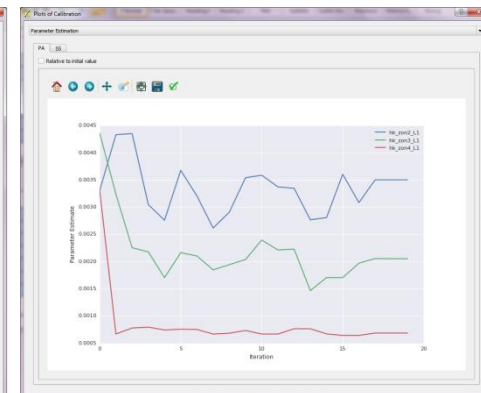 Plots of Calibration
Parameter Estimation
PA
SS
Relative to initial value
hk_zon2_L1
hk_zon3_L1
hk_zon4_L1
0.0045
0.0040
0.0035
0.0030
0.0025
0.0020
0.0015
0.0010
0.0005
Parameter Estimate
0
5
10
15
20
Iteration